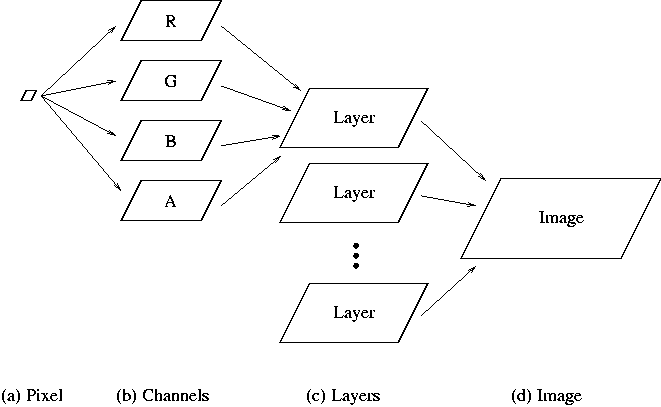 R
G
B
A
Layer
Layer
Layer
Image
(a) Pixel
(b) Channels
(c) Layers
(d) Image